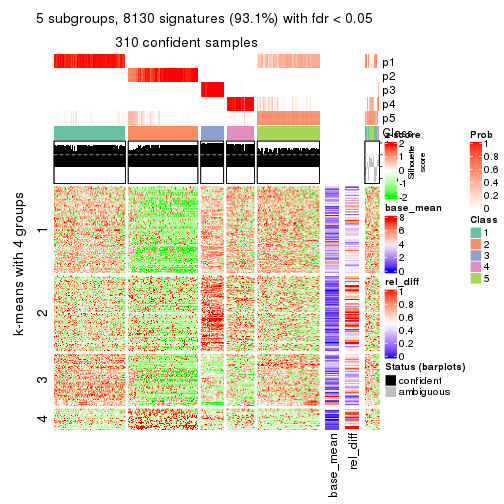 5 subgroups, 8130 signatures (93.1%) with fdr < 0.05
310 confident samples
p1
p2
p3
p4
p5
Class
z-score
2
1
0
-1
-2
Silhouette
score
k-means with 4 groups
1
2
3
4
base_mean
8
6
4
2
0
rel_diff
1
0.8
0.6
0.4
0.2
0
Status (barplots)
confident
ambiguous
Prob
1
0.8
0.6
0.4
0.2
0
Class
1
2
3
4
5
base_mean
rel_diff